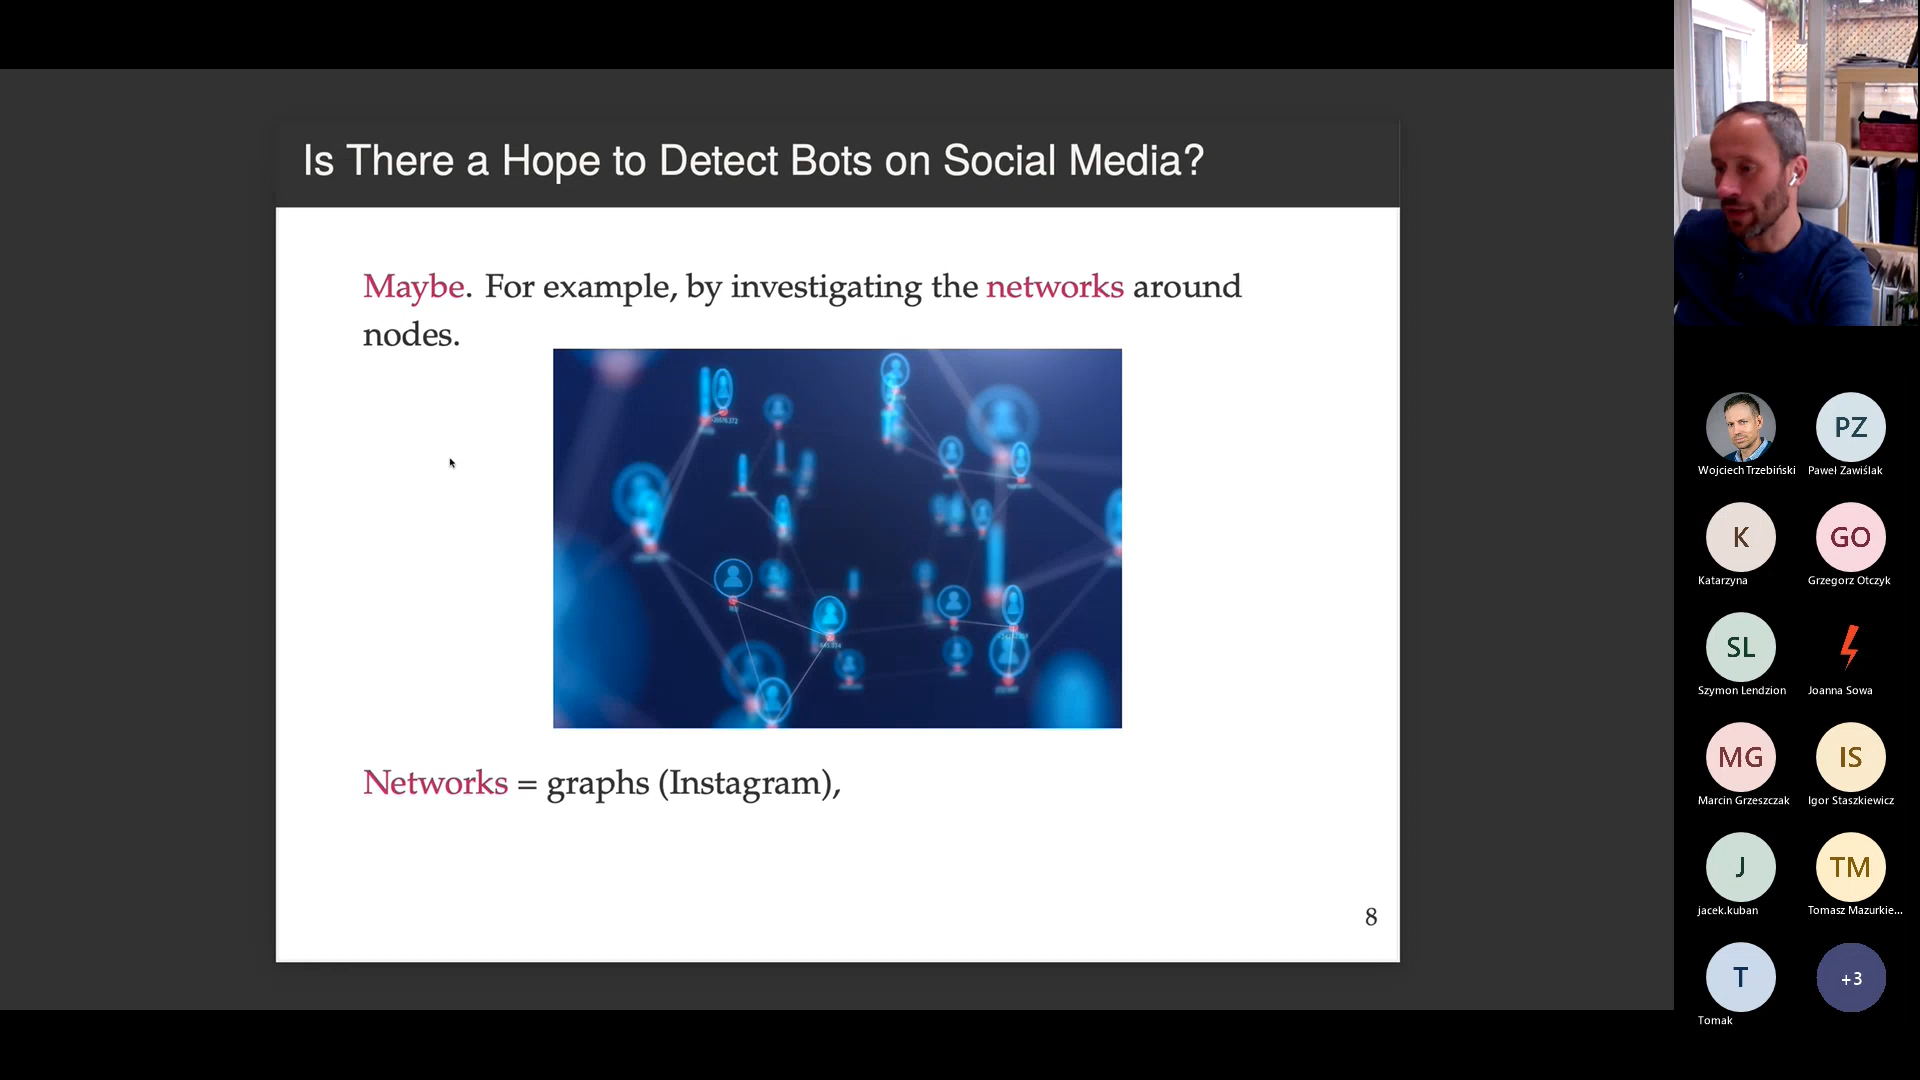 Is There a Hope to Detect Bots on Social Media?
Maybe. For example, by investigating the networks around
nodes.
Networks = graphs (Instagram),
8
Wojciech Trzebiński
PZ
Paweł Zawiślak
K
Katarzyna
GO
Grzegorz Otczyk
SL
Szymon Lendzion
Joanna Sowa
MG
Marcin Grzeszczak
IS
Igor Staszkiewicz
J
jacek.kuban
TM
Tomasz Mazurkie...
T
Tomak
+3